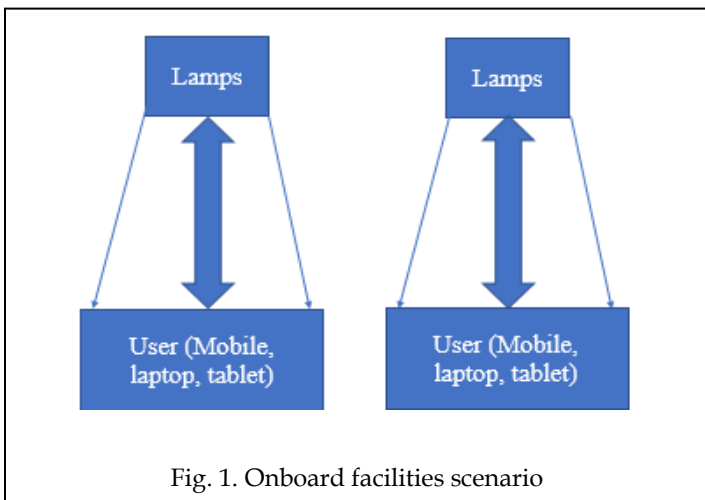 Lamps
Lamps
User (Mobile,
laptop, tablet)
User (Mobile,
laptop, tablet)
Fig. 1. Onboard facilities scenario